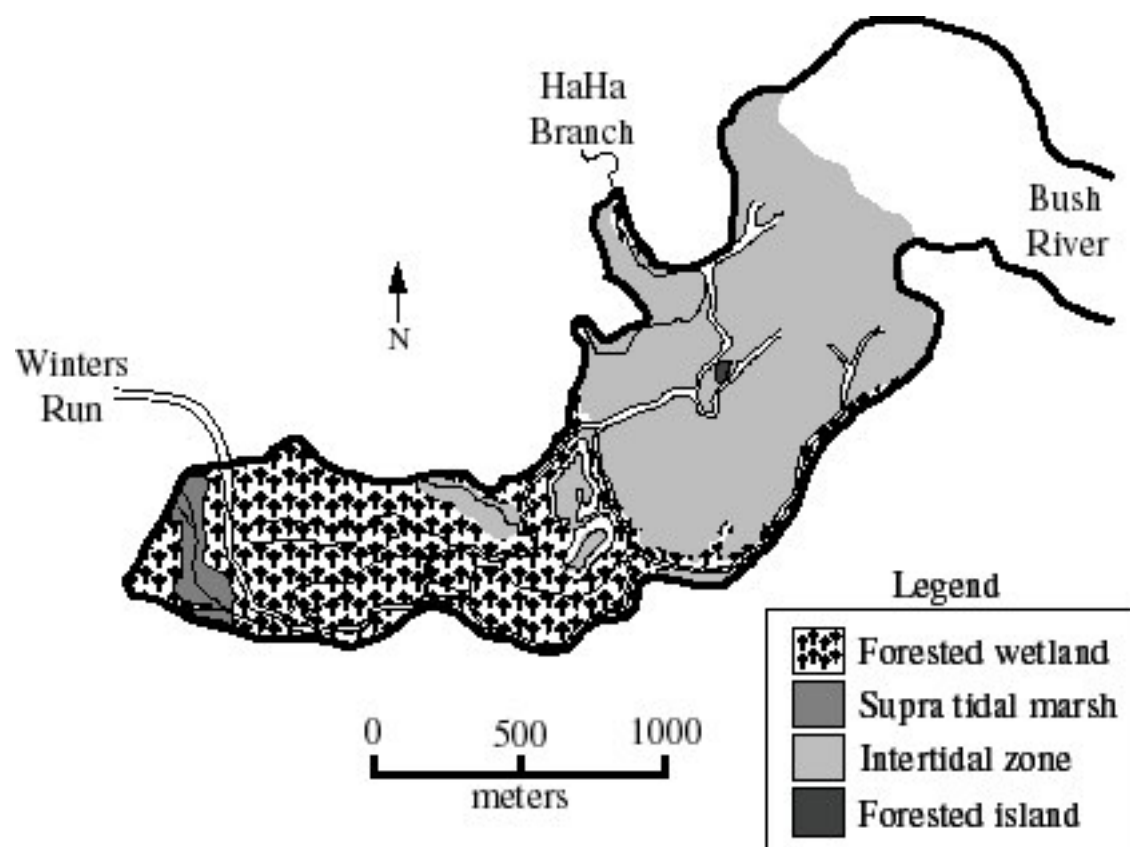 HaHa
Branch
Bush
River
N
Winters
Run
Legend
Forested wetland
Supra tidal marsh
Intertidal zone
Forested island
0 500 1000
meters